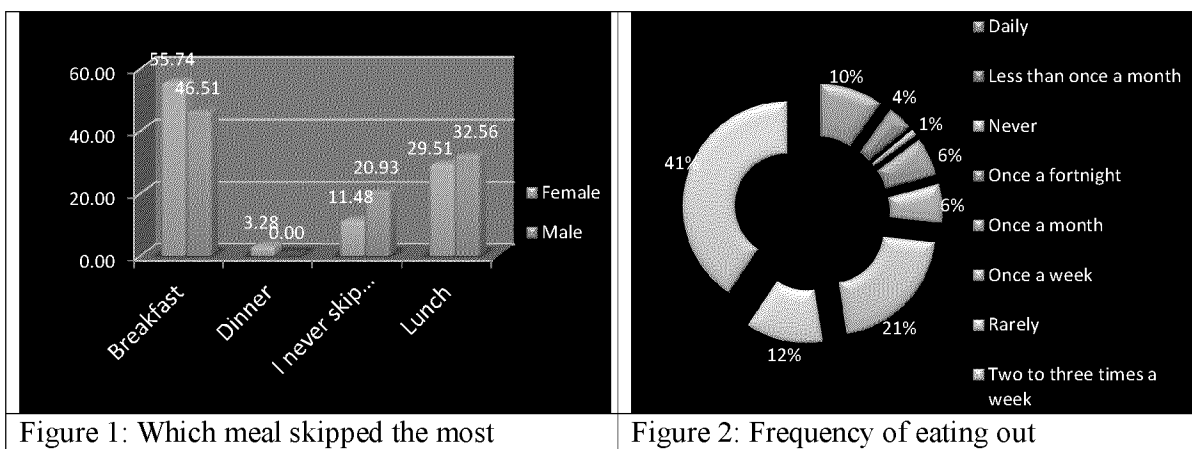 60.00
40.00
20.00
0.00
55.74
46.51
3.28
0.00
11.48
20.93
29.51
32.56
Breakfast
Dinner
I never skip...
Lunch
Female
Male
Figure 1: Which meal skipped the most
10%
4%
1%
6%
6%
21%
12%
41%
Daily
Less than once a month
Never
Once a fortnight
Once a month
Once a week
Rarely
Two to three times a
week
Figure 2: Frequency of eating out